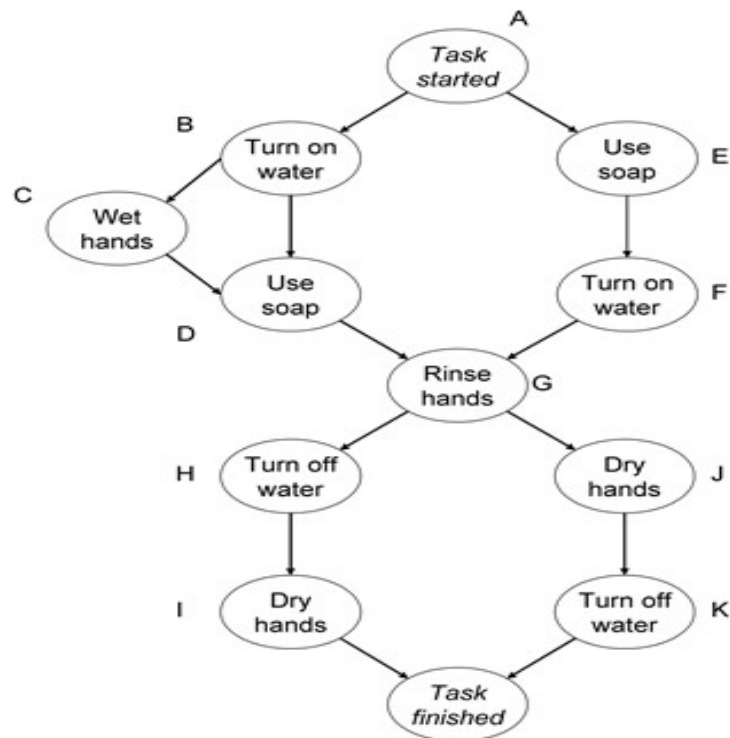 A
Task
started
B
Turn on
water
Use
soap
E
C
Wet
hands
Use
soap
D
Turn on
water
F
Rinse
hands
G
H
Turn off
water
Dry
hands
J
I
Dry
hands
Turn off
water
K
Task
finished